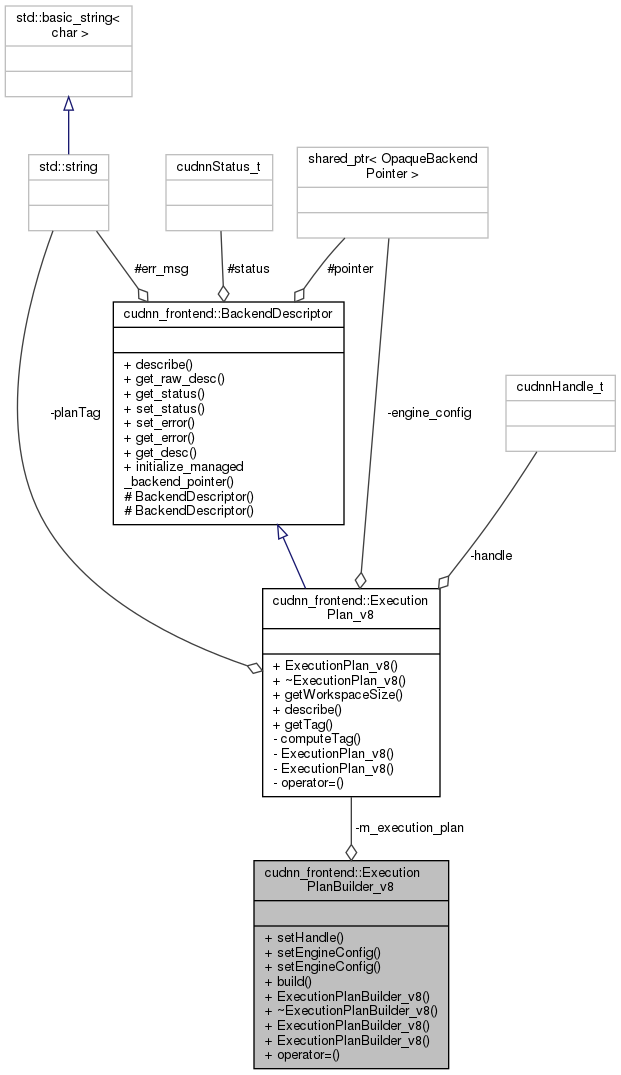 std::basic_string<
char >
std::string
cudnnStatus_t
shared_ptr< OpaqueBackend
Pointer >
#err_msg
#status
#pointer
cudnn_frontend::BackendDescriptor
+ describe()
+ get_raw_desc()
+ get_status()
+ set_status()
+ set_error()
+ get_error()
+ get_desc()
+ initialize_managed
_backend_pointer()
# BackendDescriptor()
# BackendDescriptor()
cudnnHandle_t
-planTag
-engine_config
-handle
cudnn_frontend::Execution
Plan_v8
+ ExecutionPlan_v8()
+ ~ExecutionPlan_v8()
+ getWorkspaceSize()
+ describe()
+ getTag()
- computeTag()
- ExecutionPlan_v8()
- ExecutionPlan_v8()
- operator=()
-m_execution_plan
cudnn_frontend::Execution
PlanBuilder_v8
+ setHandle()
+ setEngineConfig()
+ setEngineConfig()
+ build()
+ ExecutionPlanBuilder_v8()
+ ~ExecutionPlanBuilder_v8()
+ ExecutionPlanBuilder_v8()
+ ExecutionPlanBuilder_v8()
+ operator=()